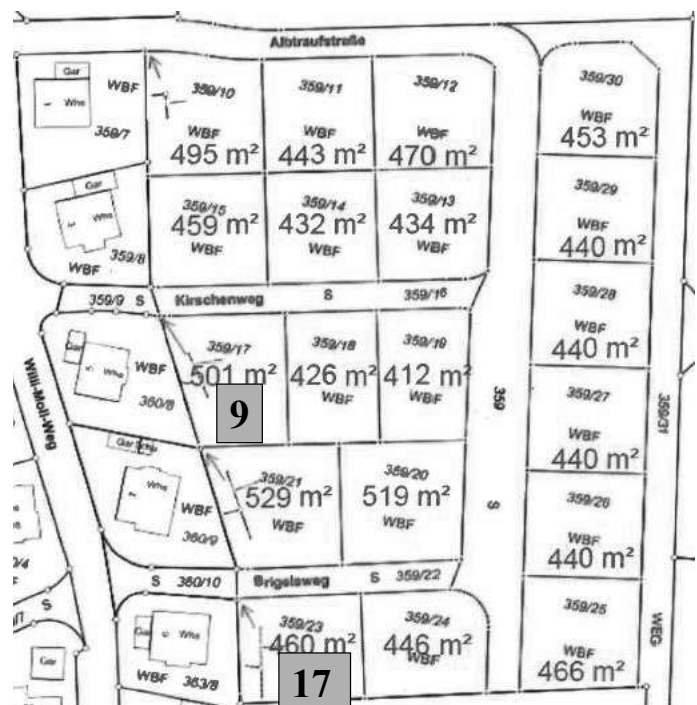 Albtraufstraße
Gar
WBF
Whs
359/7
359/10
WBF
495 m²
359/11
WBF
443 m²
359/12
WBF
470 m²
359/30
WBF
453 m²
Gar
Whs
359/8
WBF
359/15
459 m²
WBF
359/14
432 m²
WBF
359/13
434 m²
WBF
359/29
WBF
440 m²
359/9 S
Kirschenweg
S
359/16
359/28
WBF
440 m²
Willi-Moll-Weg
Gar
Whs
5
WBF
360/8
359/17
501 m²
9
359/18
426 m²
WBF
359/19
412 m²
WBF
359
S
359/27
WBF
440 m²
359/31
WEG
Whs
WBF
360/9
359/21
529 m²
WBF
359/20
519 m²
WBF
359/26
WBF
440 m²
S 360/10
Brigelsweg
S 359/22
S
Gar
Gar
Whs
WBF 363/8
359/23
460 m²
17
359/24
446 m²
WBF
359/25
WBF
466 m²